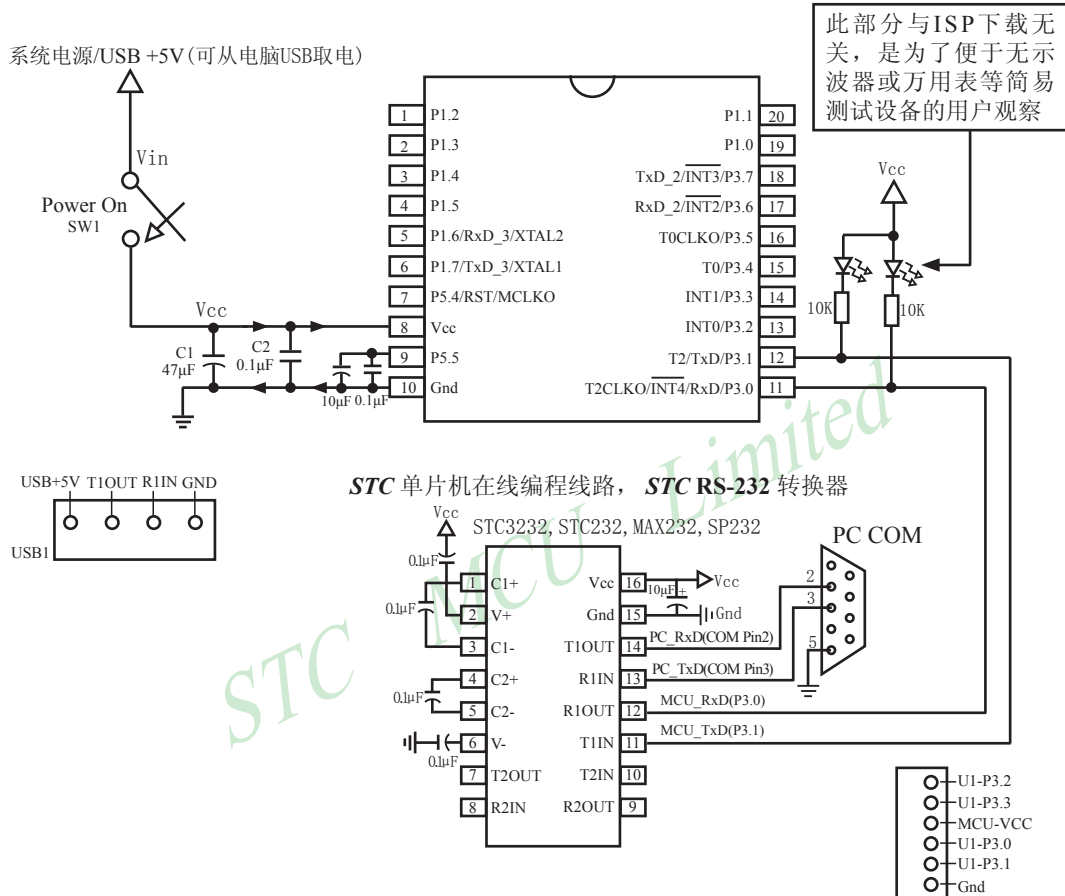 此部分与ISP下载无
关，是为了便于无示
波器或万用表等简易
测试设备的用户观察
系统电源/USB +5V(可从电脑USB取电)
Vin
Power On
SW1
Vcc
C1
47μF
C2
0.1μF
10μF 0.1μF
1 P1.2
2 P1.3
3 P1.4
4 P1.5
5 P1.6/RxD_3/XTAL2
6 P1.7/TxD_3/XTAL1
7 P5.4/RST/MCLKO
8 Vcc
9 P5.5
10 Gnd
P1.1 20
P1.0 19
TxD_2/INT3/P3.7 18
RxD_2/INT2/P3.6 17
T0CLKO/P3.5 16
T0/P3.4 15
INT1/P3.3 14
INT0/P3.2 13
T2/TxD/P3.1 12
T2CLKO/INT4/RxD/P3.0 11
Vcc
10K
10K
USB+5V T1OUT R1IN GND
USB1
STC 单片机在线编程线路， STC RS-232 转换器
STC3232,STC232,MAX232,SP232
Vcc
0.1μF
0.1μF
0.1μF
0.1μF
1 C1+
2 V+
3 C1-
4 C2+
5 C2-
6 V-
7 T2OUT
8 R2IN
Vcc 16
Gnd 15
T1OUT 14
R1IN 13
R1OUT 12
T1IN 11
T2IN 10
R2OUT 9
10μF +
Vcc
Gnd
PC_RxD(COM Pin2)
PC_TxD(COM Pin3)
MCU_RxD(P3.0)
MCU_TxD(P3.1)
PC COM
2
3
5
U1-P3.2
U1-P3.3
MCU-VCC
U1-P3.0
U1-P3.1
Gnd
STC MCU Limited